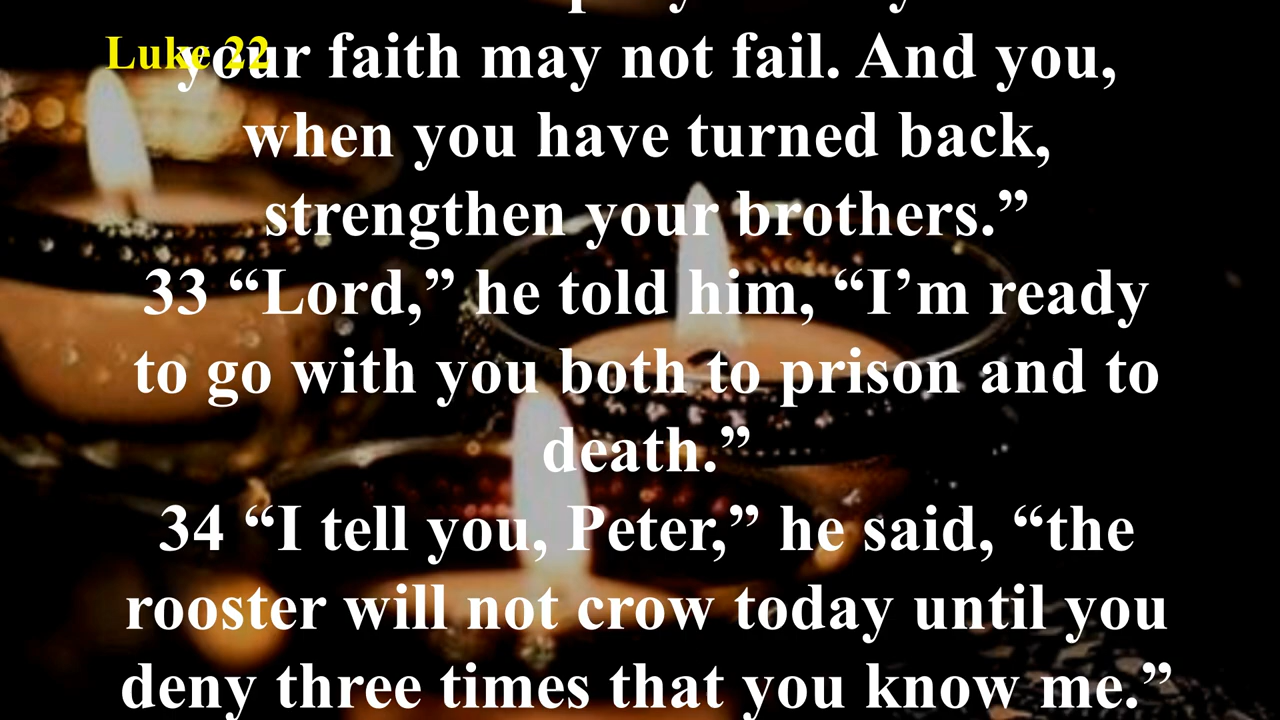 Luke 22
your faith may not fail. And you,
when you have turned back,
strengthen your brothers.”
33 “Lord,” he told him, “I’m ready
to go with you both to prison and to
death.”
34 “I tell you, Peter,” he said, “the
rooster will not crow today until you
deny three times that you know me.”